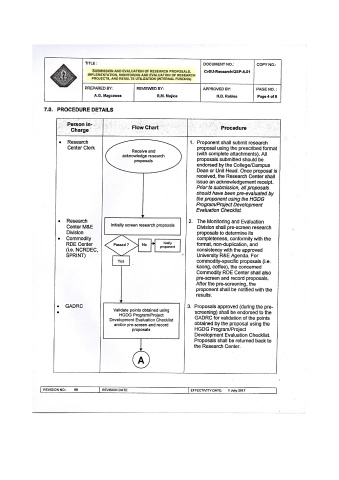 TITLE :
SUBMISSION AND EVALUATION OF RESEARCH PROPOSALS,
IMPLEMENTATION, MONITORING AND EVALUATION OF RESEARCH
PROJECTS, AND RESULTS UTILIZATION (INTERNAL FUNDING)
DOCUMENT NO.:
CvSU-Research-QSP-A.01
COPY NO.:
PREPARED BY:
A.G. Magcawas
REVIEWED BY:
B.N. Mojica
APPROVED BY:
H.D. Robles
PAGE NO. :
Page 4 of 8
7.0. PROCEDURE DETAILS
Person In-
Charge
Flow Chart
Procedure
• Research
Center Clerk
Receive and
acknowledge research
proposals
1. Proponent shall submit research
proposal using the prescribed format
(with complete attachments). All
proposals submitted should be
endorsed by the College/Campus
Dean or Unit Head. Once proposal is
received, the Research Center shall
issue an acknowledgement receipt.
Prior to submission, all proposals
should have been pre-evaluated by
the proponent using the HGDG
Program/Project Development
Evaluation Checklist.
• Research
Center M&E
Division
• Commodity
RDE Center
(i.e. NCRDEC,
SPRINT)
Initially screen research proposals
Passed ?
No
Notify
proponent
Yes
2. The Monitoring and Evaluation
Division shall pre-screen research
proposals to determine its
completeness, conformity with the
format, non-duplication, and
consistency with the approved
University R&E Agenda. For
commodity-specific proposals (i.e.
kaong, coffee), the concerned
Commodity RDE Center shall also
pre-screen and record proposals.
After the pre-screening, the
proponent shall be notified with the
results.
• GADRC
•
Validate points obtained using
HGDG Program/Project
Development Evaluation Checklist
and/or pre-screen and record
proposals
A
3. Proposals approved (during the pre-
screening) shall be endorsed to the
GADRC for validation of the points
obtained by the proposal using the
HGDG Program/Project
Development Evaluation Checklist.
Proposals shall be returned back to
the Research Center.
REVISION NO: 00
REVISION DATE:
EFFECTIVITY DATE: 1 July 2017